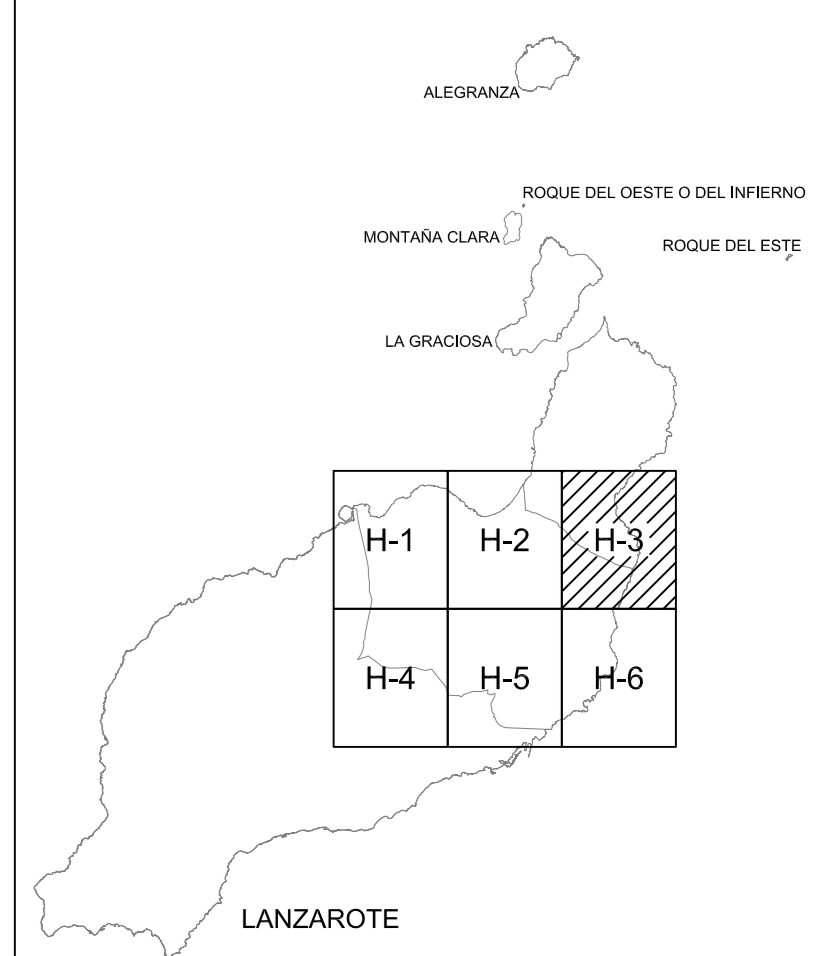 ALEGRANZA
ROQUE DEL OESTE O DEL INFIERNO
MONTAÑA CLARA
ROQUE DEL ESTE
LA GRACIOSA
H-1
H-2
H-3
H-4
H-5
H-6
LANZAROTE